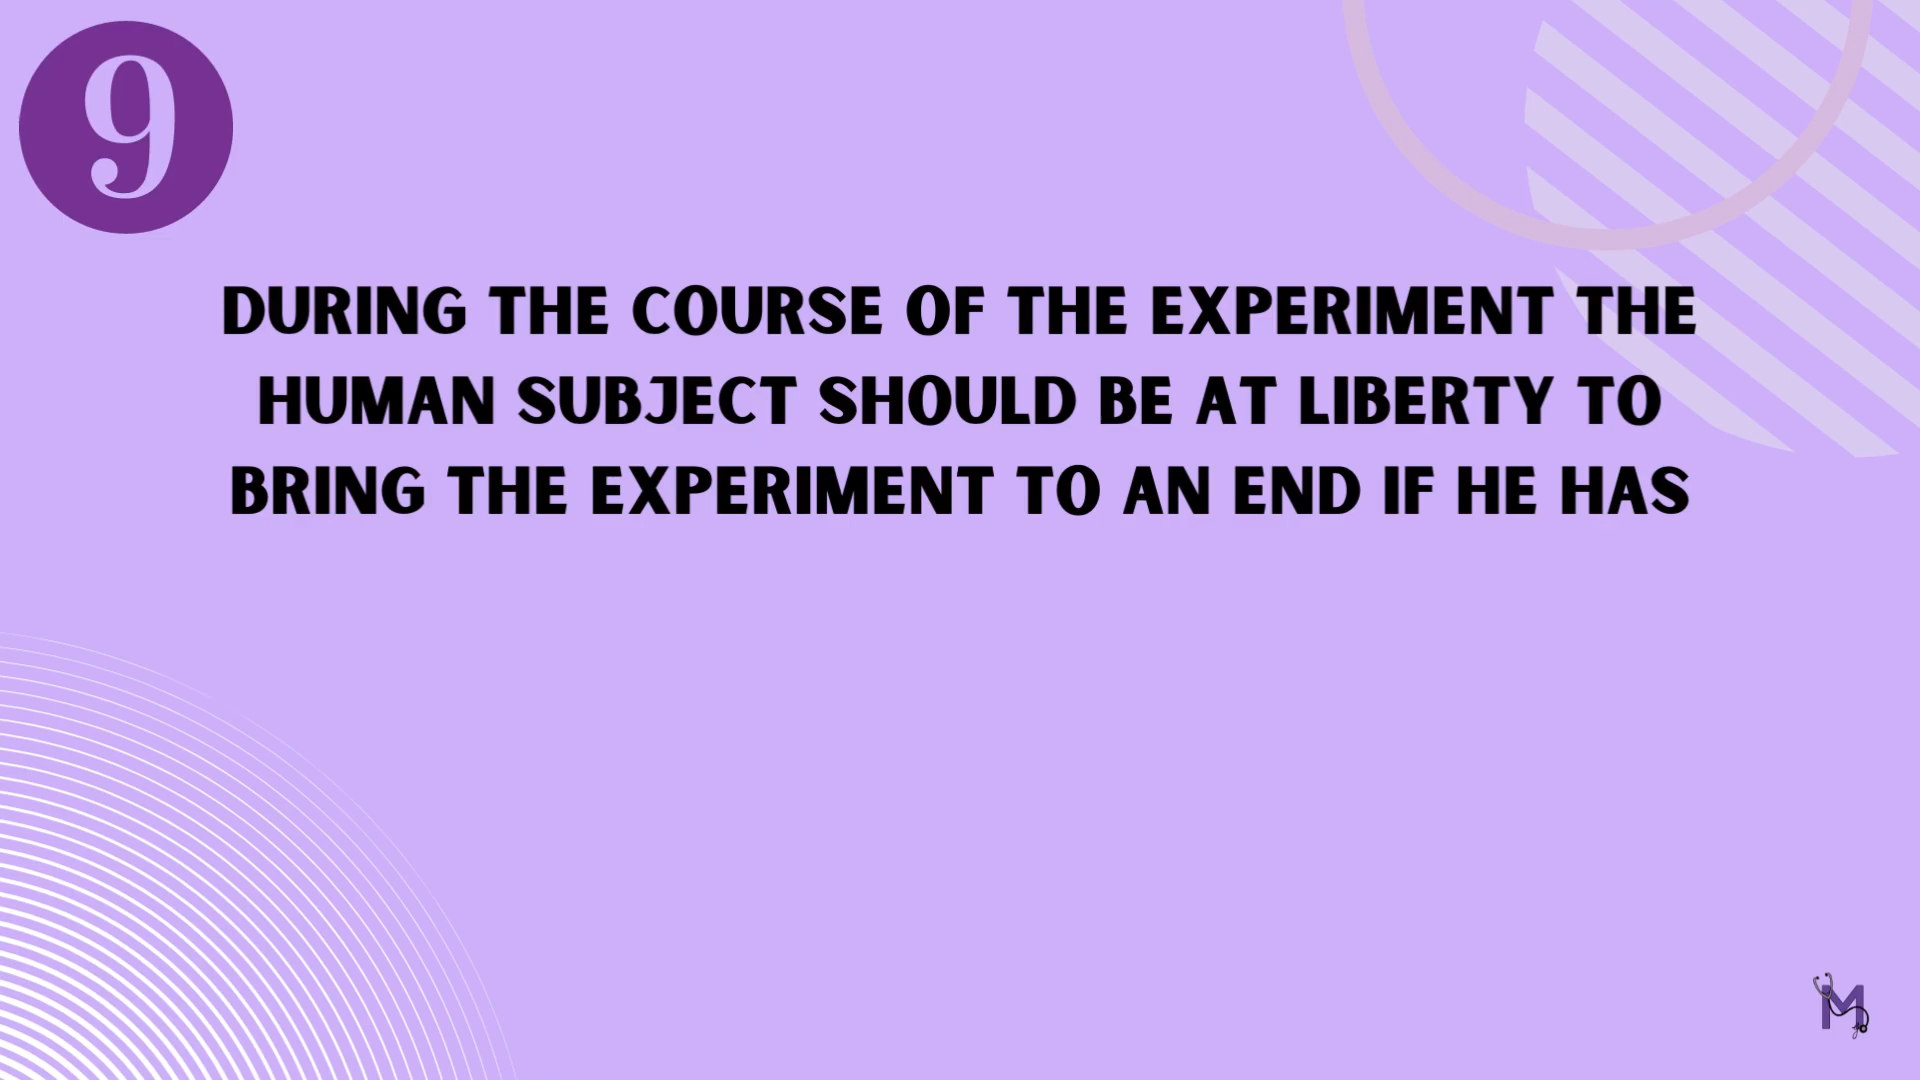 9
DURING THE COURSE OF THE EXPERIMENT THE
HUMAN SUBJECT SHOULD BE AT LIBERTY TO
BRING THE EXPERIMENT TO AN END IF HE HAS
M